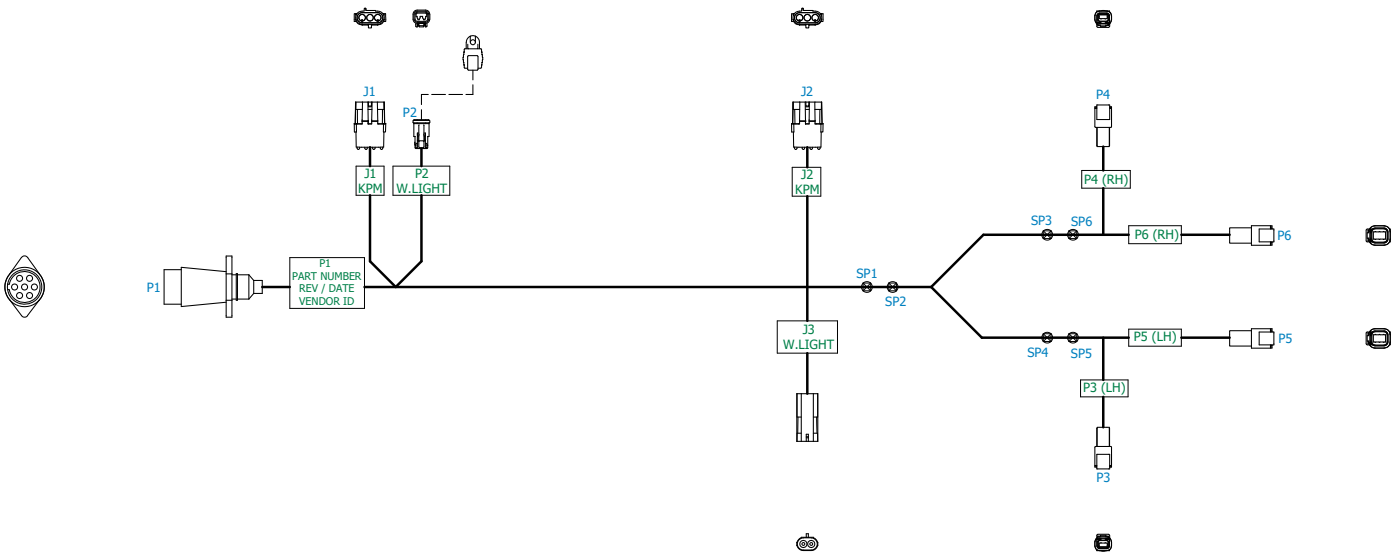 J1
P2
J2
P4
J1
KPM
P2
W.LIGHT
J2
KPM
P4 (RH)
SP3
SP6
P6 (RH)
P6
P1
P1
PART NUMBER
REV / DATE
VENDOR ID
SP1
SP2
J3
W.LIGHT
SP4
SP5
P5 (LH)
P5
P3 (LH)
P3